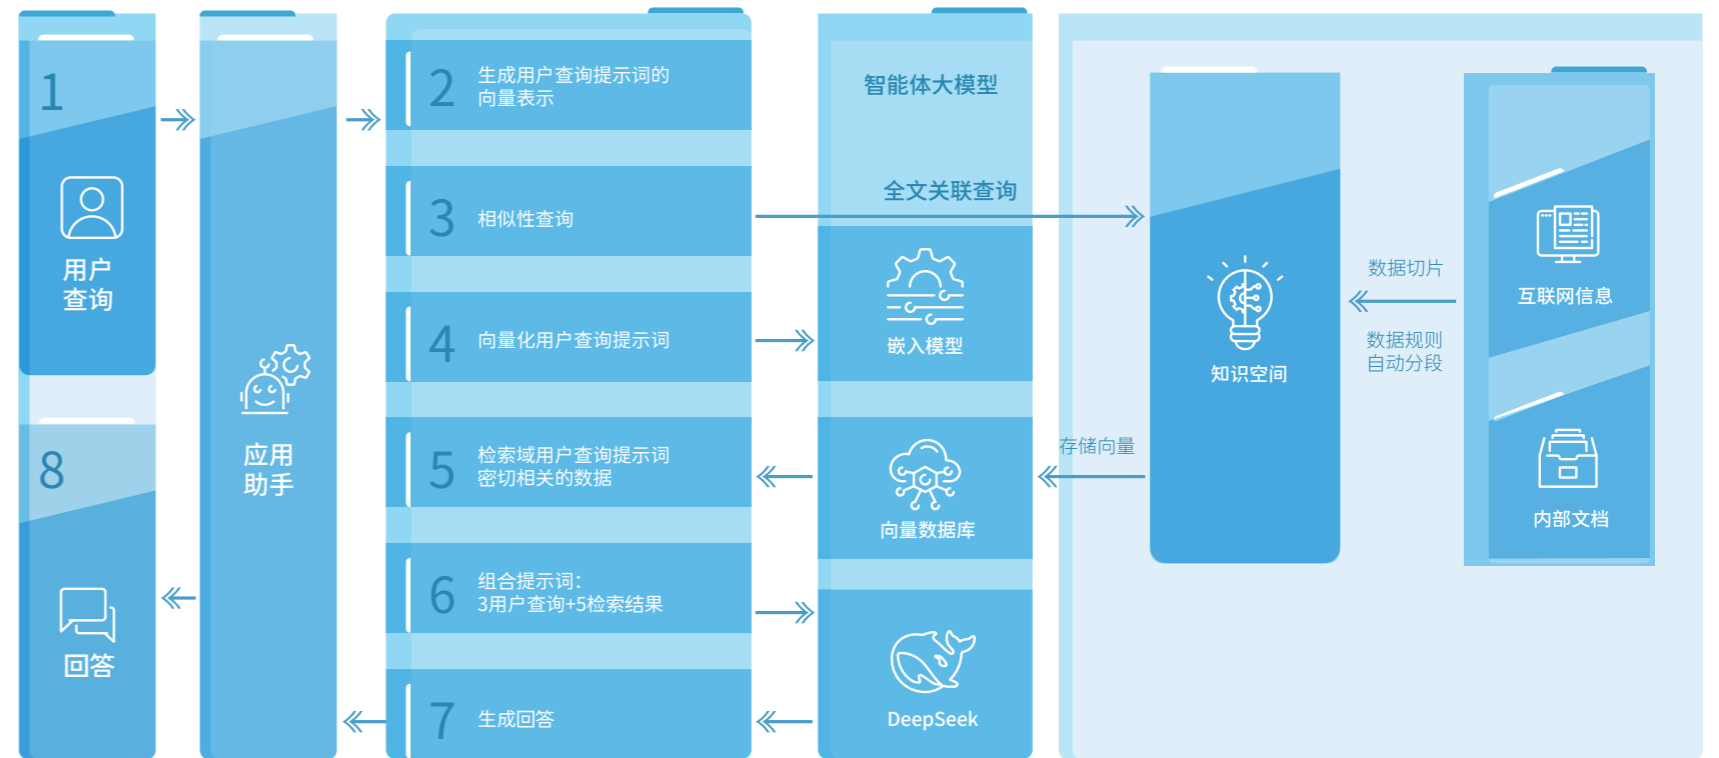 1
用户
查询
8
回答
应用
助手
2
生成用户查询提示词的
向量表示
3
相似性查询
4
向量化用户查询提示词
5
检索域用户查询提示词
密切相关的数据
6
组合提示词：
3用户查询+5检索结果
7
生成回答
智能体大模型
全文关联查询
嵌入模型
向量数据库
DeepSeek
存储向量
知识空间
数据切片
数据规则
自动分段
互联网信息
内部文档